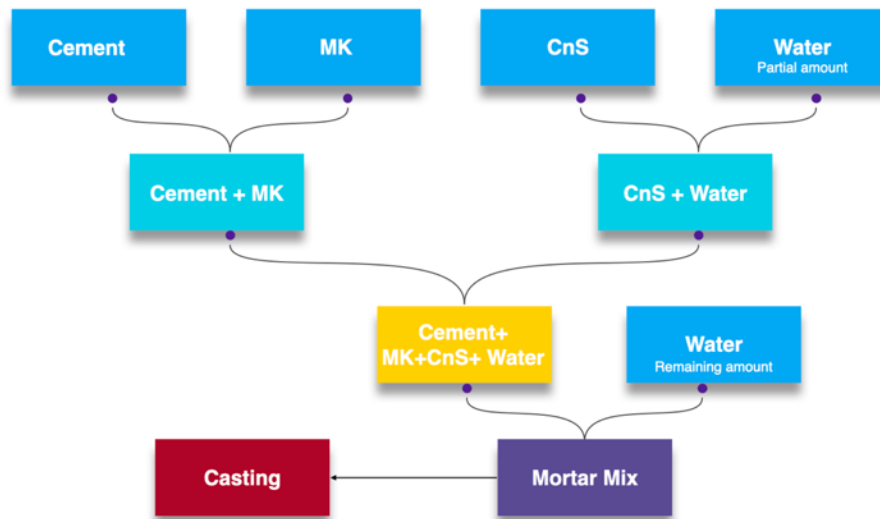 Cement
MK
CnS
Water
Partial amount
Cement + MK
CnS + Water
Cement+
MK+CnS+ Water
Water
Remaining amount
Casting
Mortar Mix